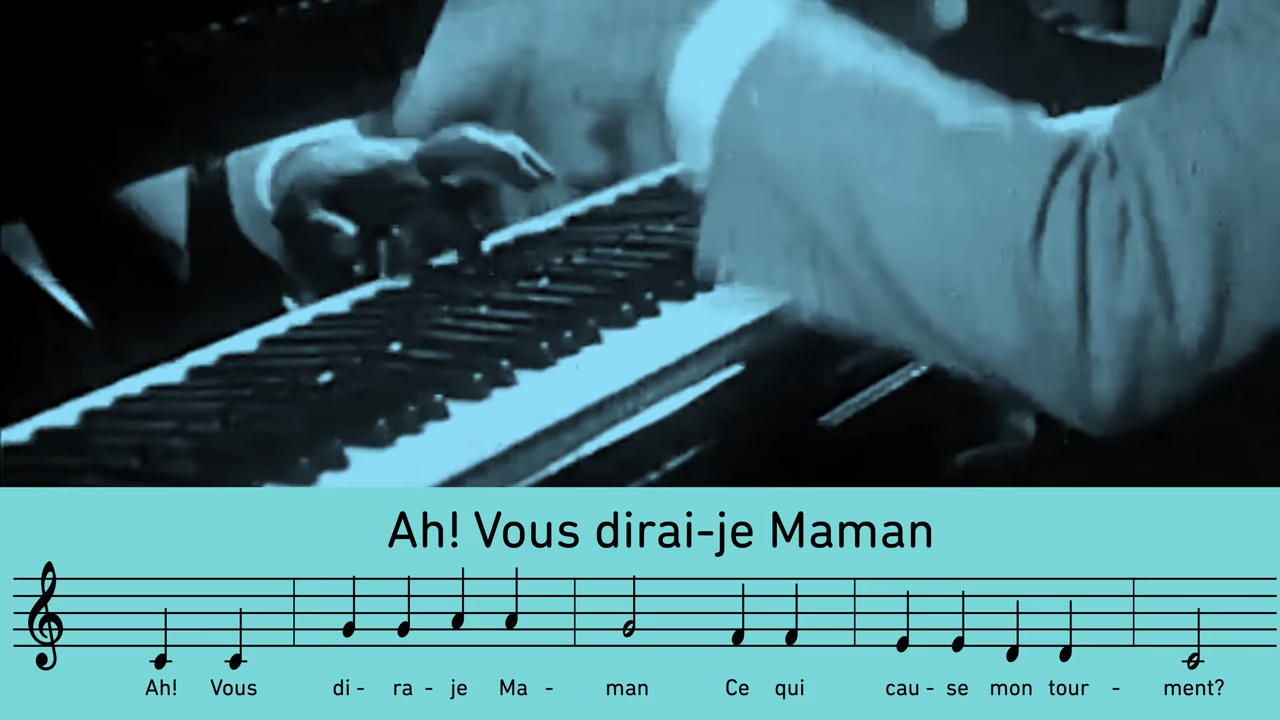 Ah! Vous dirai-je Maman
Ah! Vous di - ra - je Ma - man Ce qui cau - se mon tour - ment?